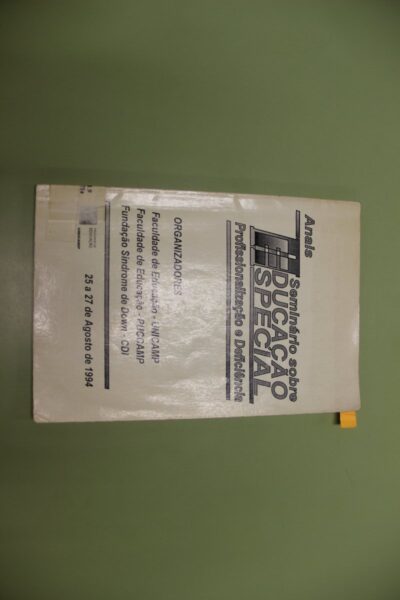 Anais
Seminário sobre
EDUCAÇÃO
ESPECIAL
Profissionalização e Deficiência
ORGANIZADORES
Faculdade de Educação - UNICAMP
Faculdade de Educação - PUCCAMP
Fundação Síndrome de Down - CDI
25 a 27 de Agosto de 1994